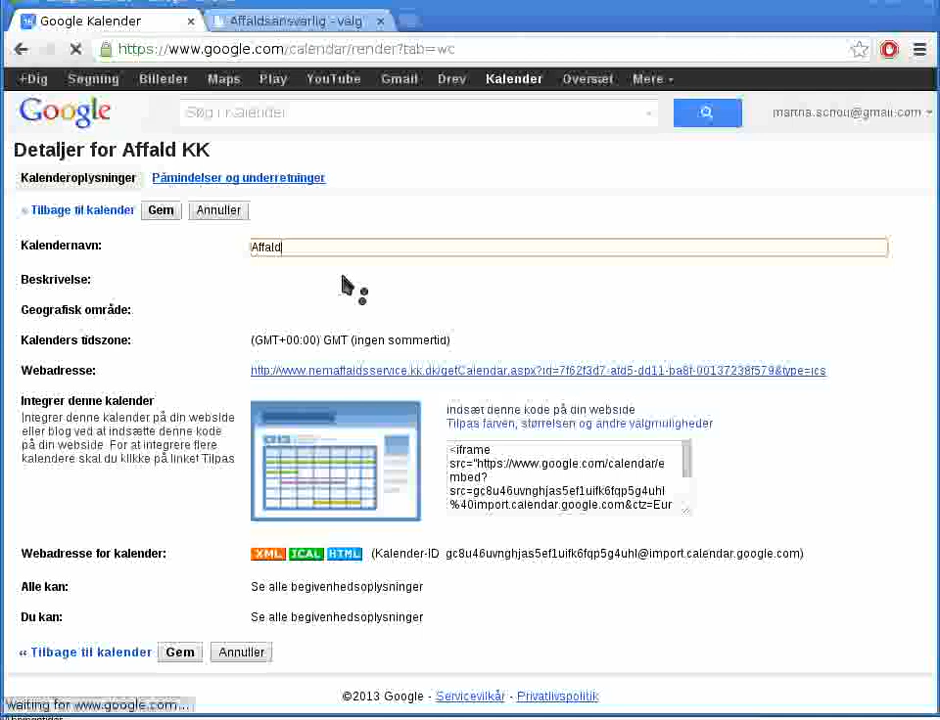 Google Kalender ×
Affaldsansvarlig - valg ×
https://www.google.com/calendar/render?tab=wc
+Dig Søgning Billeder Maps Play YouTube Gmail Drev Kalender Oversæt Mere
Google Søg i Kalender
Detaljer for Affald KK
Kalenderoplysninger Påmindelser og underretninger
« Tilbage til kalender Gem Annuller
Kalendernavn: Affald
Beskrivelse:
Geografisk område:
Kalenders tidszone: (GMT+00:00) GMT (ingen sommertid)
Webadresse: http://www.nemaffaldsservice.kk.dk/getCalendar.aspx?id=7f62f3d7-afd5-dd11-ba8f-00137238f579&type=ics
Integrer denne kalender
Integrer denne kalender på din webside
eller blog ved at indsætte denne kode
på din webside. For at integrere flere
kalendere skal du klikke på linket Tilpas
Indsæt denne kode på din webside
Tilpas farven, størrelsen og andre valgmuligheder
<iframe
src="https://www.google.com/calendar/e
mbed?
src=gc8u46uvnghjas5ef1uifk6fqp5g4uhl
%40import.calendar.google.com&ctz=Eur
Webadresse for kalender: XML ICAL HTML (Kalender-ID gc8u46uvnghjas5ef1uifk6fqp5g4uhl@import.calendar.google.com)
Alle kan: Se alle begivenhedsoplysninger
Du kan: Se alle begivenhedsoplysninger
« Tilbage til kalender Gem Annuller
©2013 Google - Servicevilkår - Privatlivspolitik
Waiting for www.google.com...